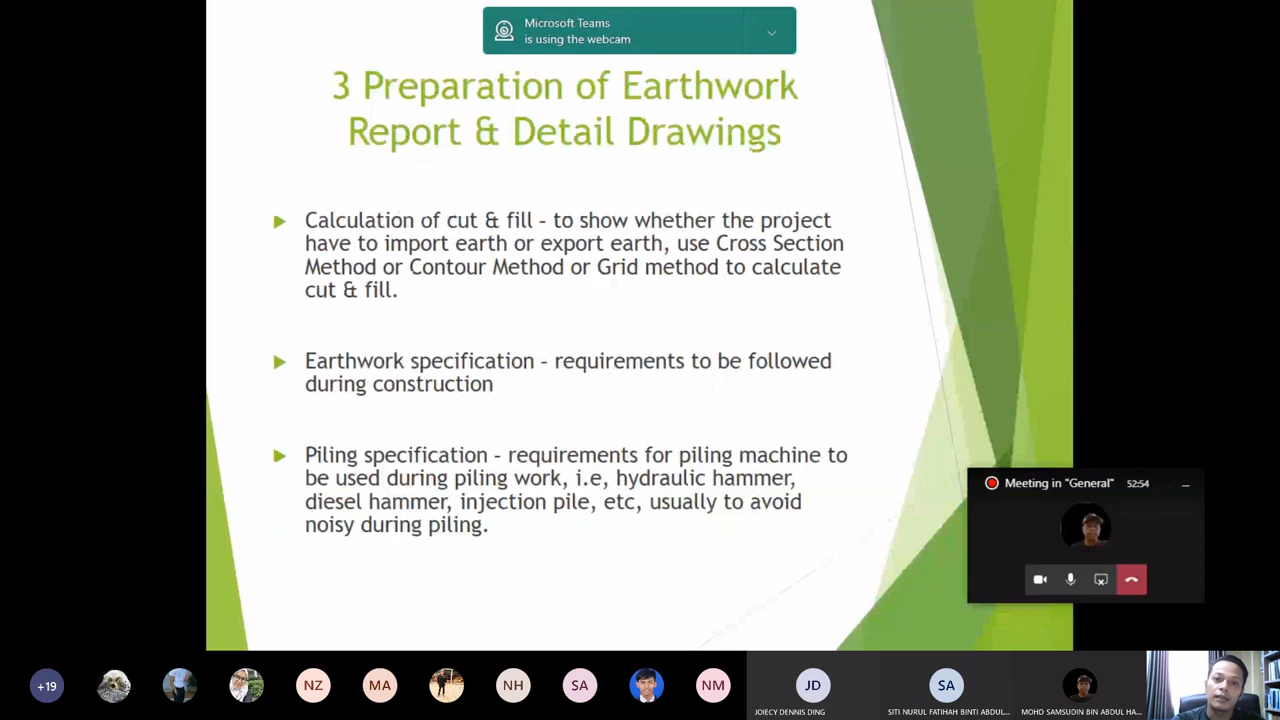 Microsoft Teams
is using the webcam
3 Preparation of Earthwork
Report & Detail Drawings
Calculation of cut & fill – to show whether the project
have to import earth or export earth, use Cross Section
Method or Contour Method or Grid method to calculate
cut & fill.
Earthwork specification – requirements to be followed
during construction
Piling specification – requirements for piling machine to
be used during piling work, i.e, hydraulic hammer,
diesel hammer, injection pile, etc, usually to avoid
noisy during piling.
Meeting in "General" 52:54
+19 NZ MA NH SA NM JD SA
JOIECY DENNIS DING
SITI NURUL FATIHAH BINTI ABDUL...
MOHD SAMSUDIN BIN ABDUL HA...